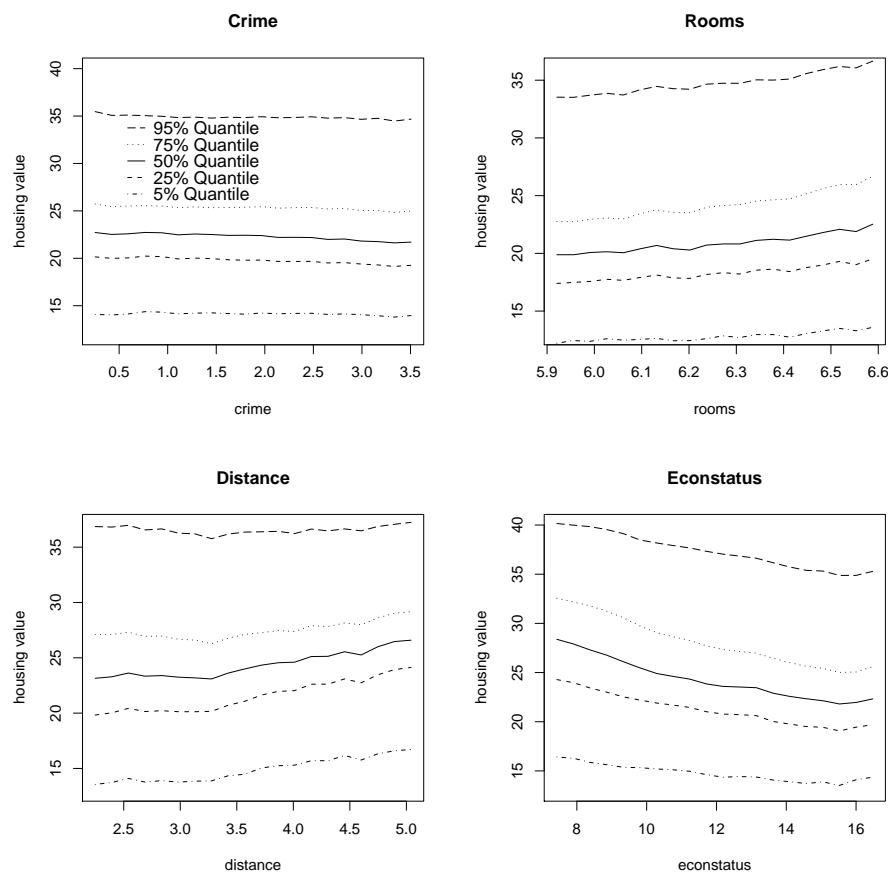 Crime
housing value
40
35
30
25
20
15
95% Quantile
75% Quantile
50% Quantile
25% Quantile
5% Quantile
0.5 1.0 1.5 2.0 2.5 3.0 3.5
crime
Rooms
housing value
35
30
25
20
15
5.9 6.0 6.1 6.2 6.3 6.4 6.5 6.6
rooms
Distance
housing value
35
30
25
20
15
2.5 3.0 3.5 4.0 4.5 5.0
distance
Econstatus
housing value
40
35
30
25
20
15
8 10 12 14 16
econstatus